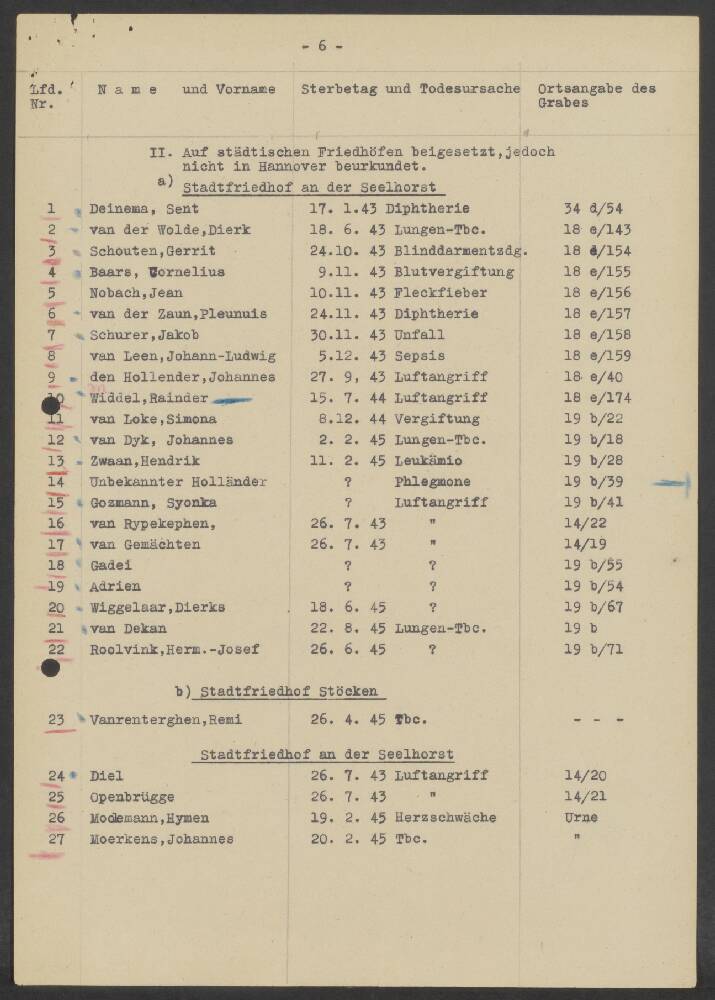 - 6 -
Lfd. Name und Vorname Sterbetag und Todesursache Ortsangabe des
Nr. Grabes
II. Auf städtischen Friedhöfen beigesetzt,jedoch
nicht in Hannover beurkundet.
a) Stadtfriedhof an der Seelhorst
1 Deinema, Sent 17. 1.43 Diphtherie 34 d/54
2 van der Wolde,Dierk 18. 6. 43 Lungen-Tbc. 18 e/143
3 Schouten,Gerrit 24.10. 43 Blinddarmentzdg. 18 e/154
4 Baars, Cornelius 9.11. 43 Blutvergiftung 18 e/155
5 Nobach,Jean 10.11. 43 Fleckfieber 18 e/156
6 van der Zaun,Pleunuis 24.11. 43 Diphtherie 18 e/157
7 Schurer,Jakob 30.11. 43 Unfall 18 e/158
8 van Leen,Johann-Ludwig 5.12. 43 Sepsis 18 e/159
9 den Hollender,Johannes 27. 9, 43 Luftangriff 18 e/40
10 Widdel,Rainder 15. 7. 44 Luftangriff 18 e/174
11 van Loke,Simona 8.12. 44 Vergiftung 19 b/22
12 van Dyk, Johannes 2. 2. 45 Lungen-Tbc. 19 b/18
13 Zwaan,Hendrik 11. 2. 45 Leukämio 19 b/28
14 Unbekannter Holländer ? Phlegmone 19 b/39
15 Gozmann, Syonka ? Luftangriff 19 b/41
16 van Rypekephen, 26. 7. 43 " 14/22
17 van Gemächten 26. 7. 43 " 14/19
18 Gadei ? ? 19 b/55
19 Adrien ? ? 19 b/54
20 Wiggelaar,Dierks 18. 6. 45 ? 19 b/67
21 van Dekan 22. 8. 45 Lungen-Tbc. 19 b
22 Roolvink,Herm.-Josef 26. 6. 45 ? 19 b/71
b) Stadtfriedhof Stöcken
23 Vanrenterghen,Remi 26. 4. 45 Tbc. - - -
Stadtfriedhof an der Seelhorst
24 Diel 26. 7. 43 Luftangriff 14/20
25 Openbrügge 26. 7. 43 " 14/21
26 Modemann,Hymen 19. 2. 45 Herzschwäche Urne
27 Moerkens,Johannes 20. 2. 45 Tbc. "